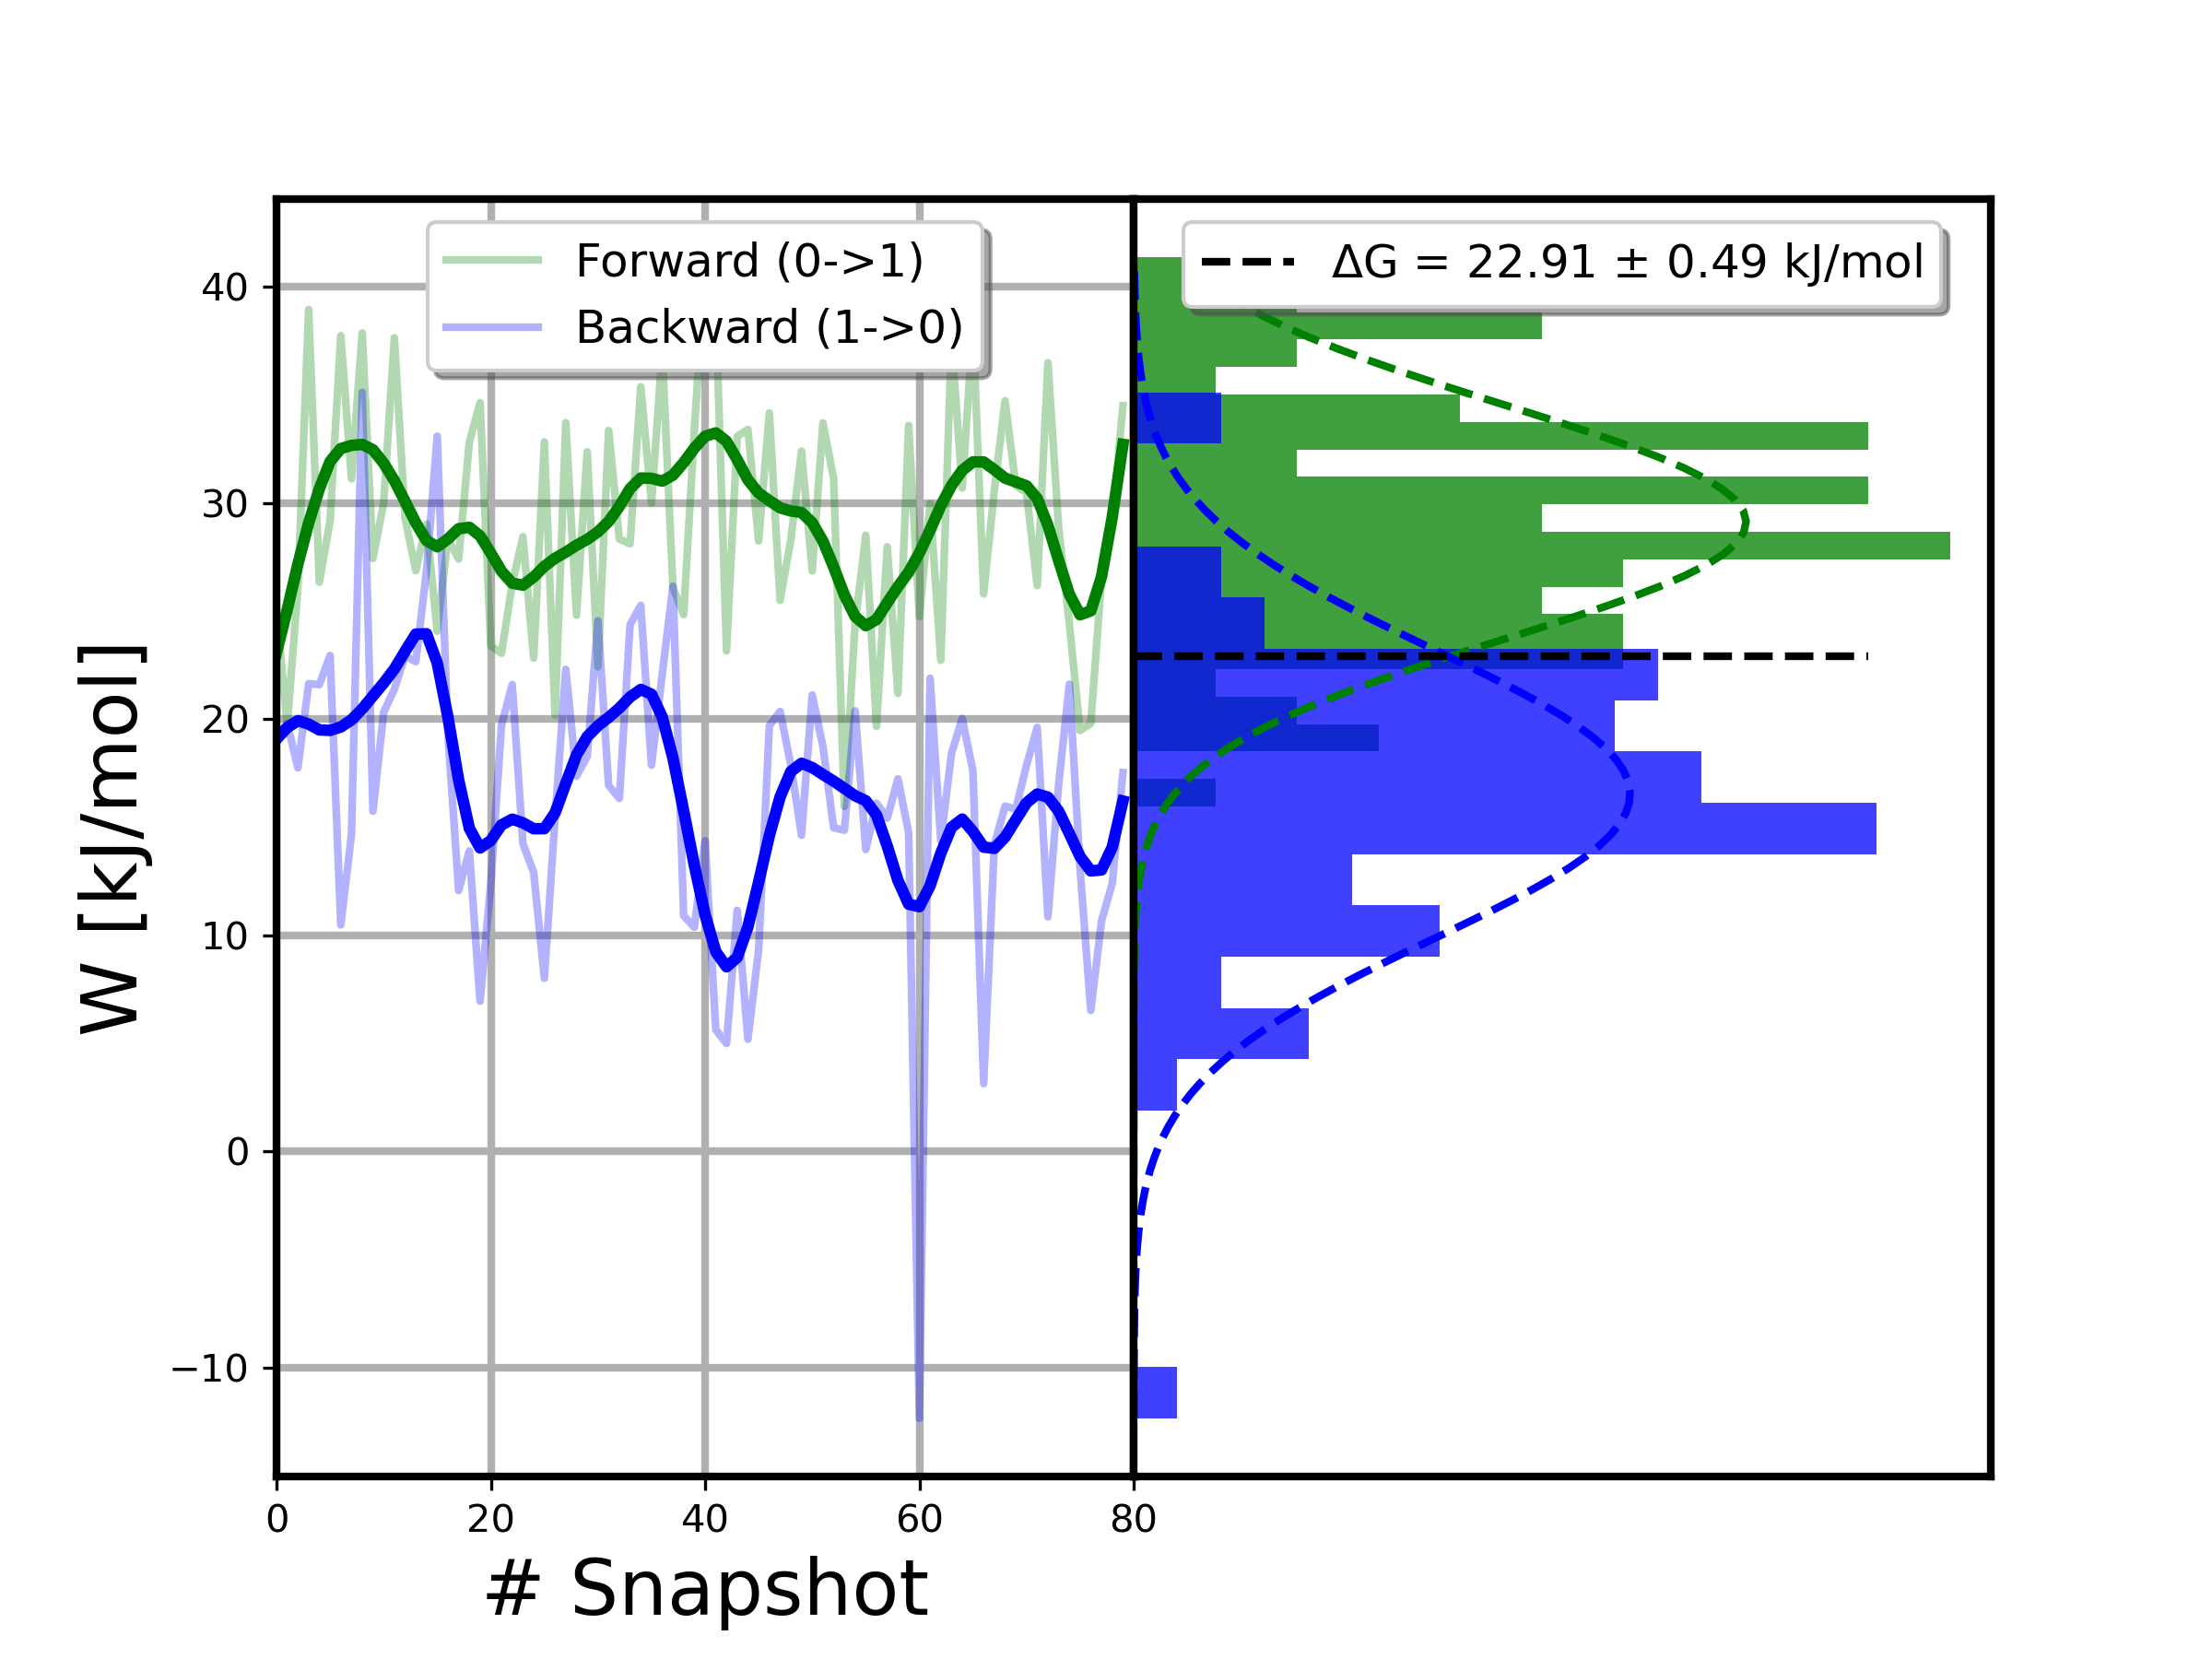 Forward (0->1)
Backward (1->0)
ΔG = 22.91 ± 0.49 kJ/mol
W [kJ/mol]
40
30
20
10
0
−10
0
20
40
60
80
# Snapshot